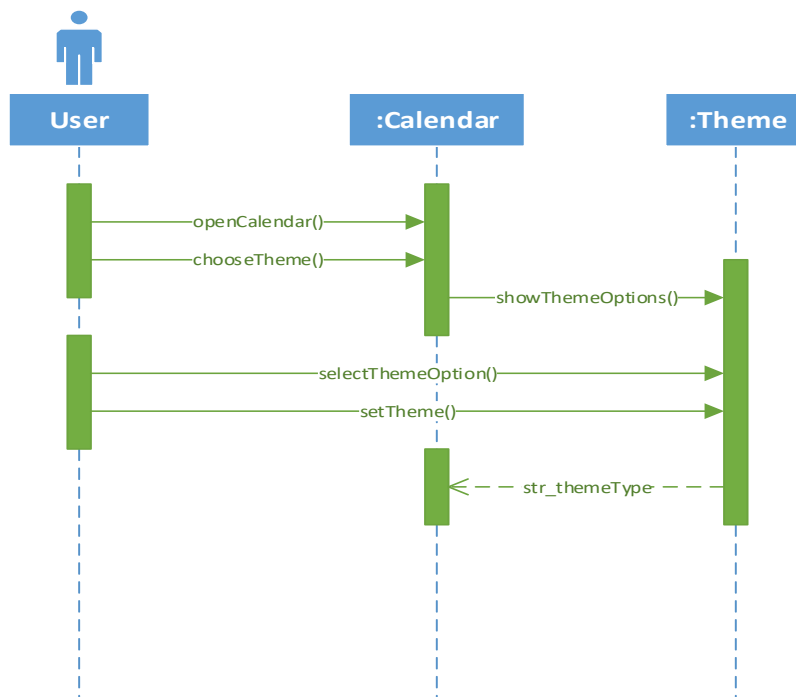 User
:Calendar
:Theme
openCalendar()
chooseTheme()
showThemeOptions()
selectThemeOption()
setTheme()
str_themeType